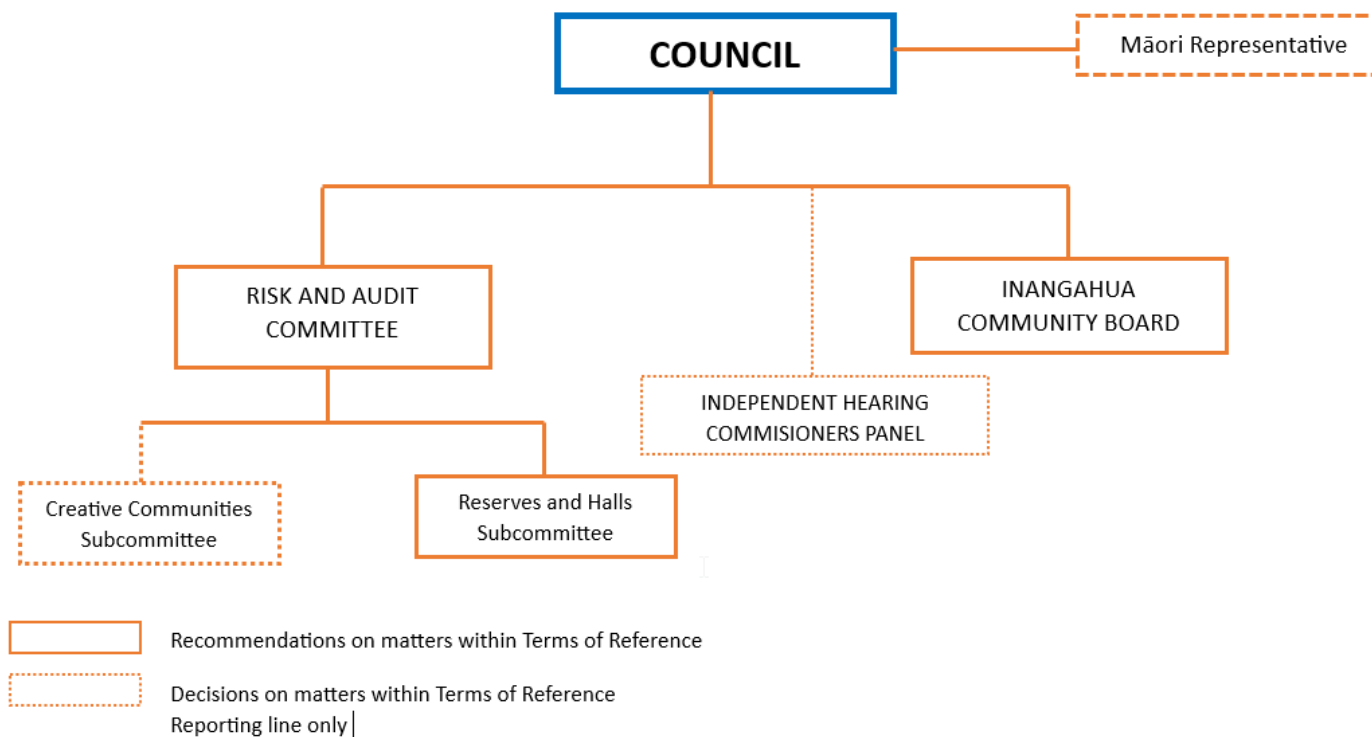 COUNCIL
Māori Representative
RISK AND AUDIT
COMMITTEE
INANGAHUA
COMMUNITY BOARD
INDEPENDENT HEARING
COMMISIONERS PANEL
Creative Communities
Subcommittee
Reserves and Halls
Subcommittee
Recommendations on matters within Terms of Reference
Decisions on matters within Terms of Reference
Reporting line only